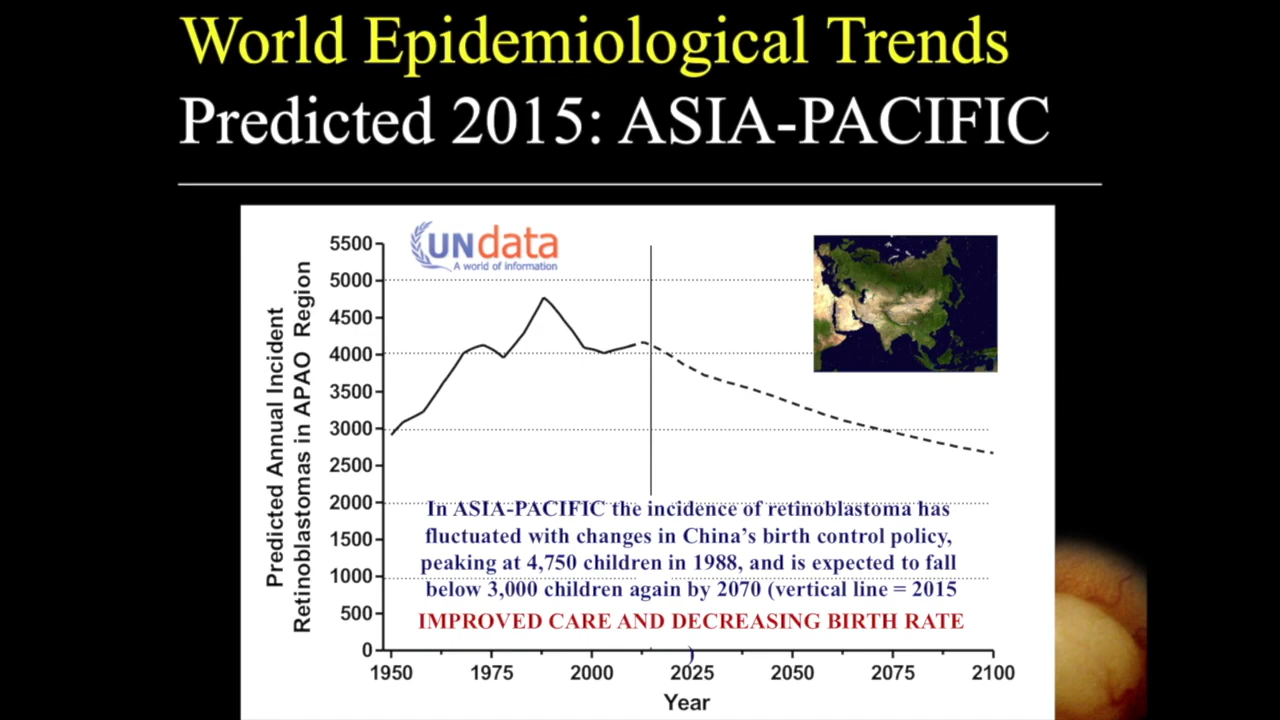 World Epidemiological Trends
Predicted 2015: ASIA-PACIFIC
UNdata
A world of information
Predicted Annual Incident
Retinoblastomas in APAO Region
5500
5000
4500
4000
3500
3000
2500
2000
1500
1000
500
0
In ASIA-PACIFIC the incidence of retinoblastoma has
fluctuated with changes in China's birth control policy,
peaking at 4,750 children in 1988, and is expected to fall
below 3,000 children again by 2070 (vertical line = 2015
)
IMPROVED CARE AND DECREASING BIRTH RATE
1950 1975 2000 2025 2050 2075 2100
Year